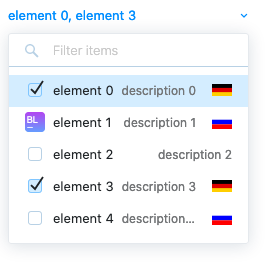 element 0, element 3
Filter items
element 0 description 0
BL element 1 description 1
element 2 description 2
element 3 description 3
element 4 description...